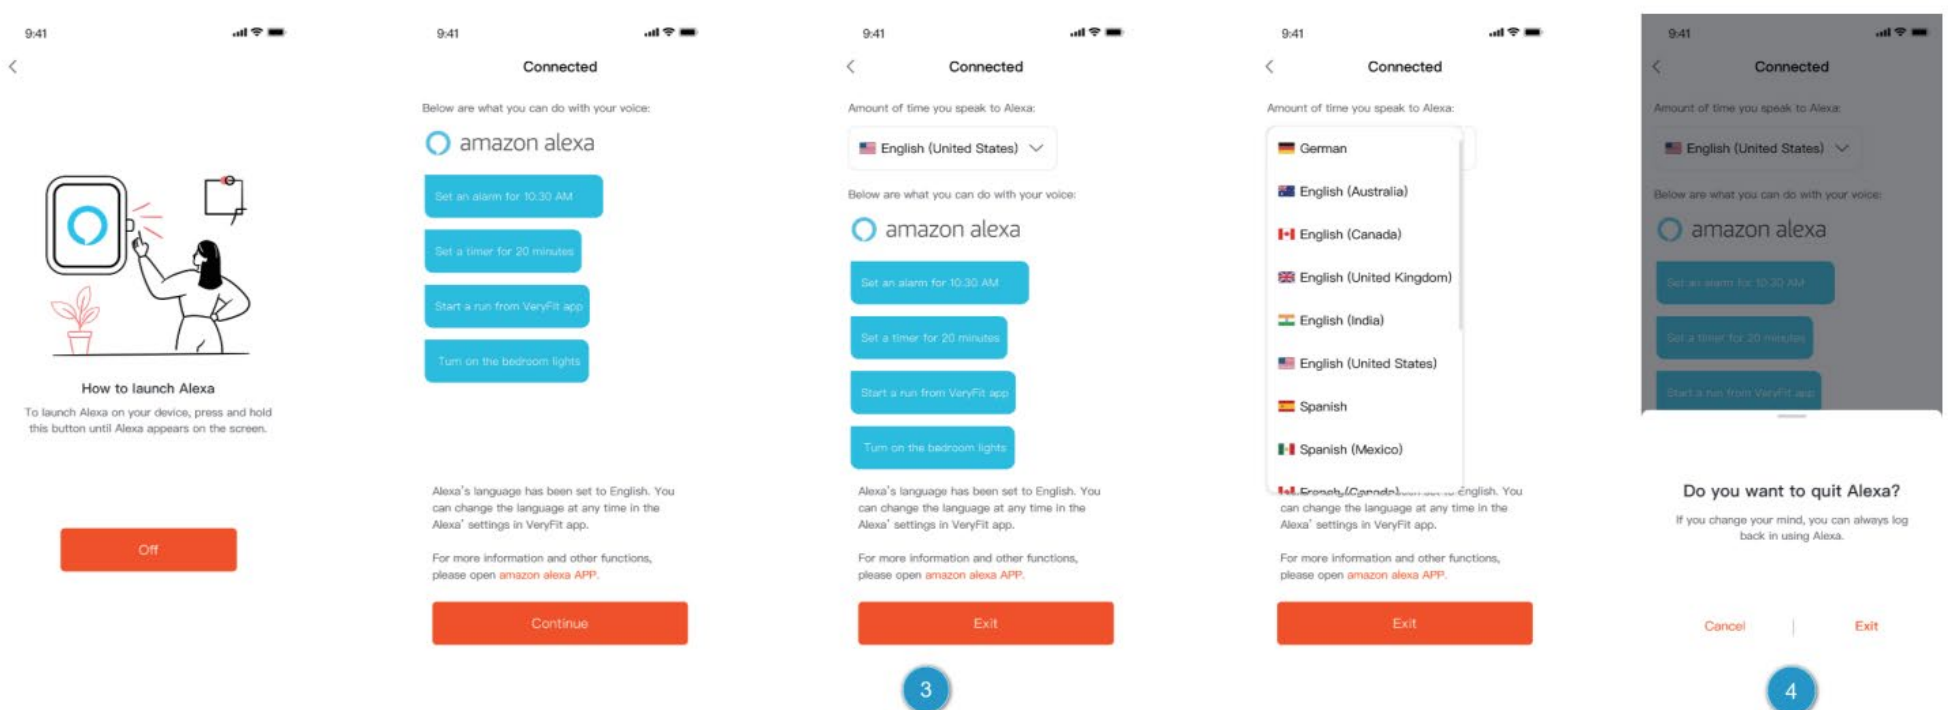 9:41
How to launch Alexa
To launch Alexa on your device, press and hold
this button until Alexa appears on the screen.
Off
9:41
Connected
Below are what you can do with your voice:
amazon alexa
Set an alarm for 10:30 AM
Set a timer for 20 minutes
Start a run from VeryFit app
Turn on the bedroom lights
Alexa's language has been set to English. You
can change the language at any time in the
Alexa' settings in VeryFit app.
For more information and other functions,
please open amazon alexa APP.
Continue
9:41
Connected
Amount of time you speak to Alexa:
English (United States)
Below are what you can do with your voice:
amazon alexa
Set an alarm for 10:30 AM
Set a timer for 20 minutes
Start a run from VeryFit app
Turn on the bedroom lights
Alexa's language has been set to English. You
can change the language at any time in the
Alexa' settings in VeryFit app.
For more information and other functions,
please open amazon alexa APP.
Exit
3
9:41
Connected
Amount of time you speak to Alexa:
German
English (Australia)
English (Canada)
English (United Kingdom)
English (India)
English (United States)
Spanish
Spanish (Mexico)
French (Canada) set to English. You
can change the language at any time in the
Alexa' settings in VeryFit app.
For more information and other functions,
please open amazon alexa APP.
Exit
9:41
Connected
Amount of time you speak to Alexa:
English (United States)
Below are what you can do with your voice:
amazon alexa
Set an alarm for 10:30 AM
Set a timer for 20 minutes
Start a run from VeryFit app
Do you want to quit Alexa?
If you change your mind, you can always log
back in using Alexa.
Cancel
Exit
4